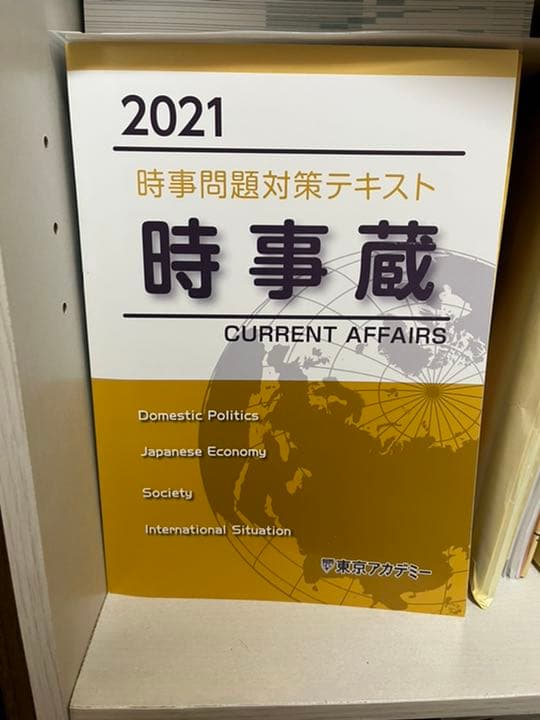 2021
時事問題対策テキスト
時事蔵
CURRENT AFFAIRS
Domestic Politics
Japanese Economy
Society
International Situation
東京アカデミー